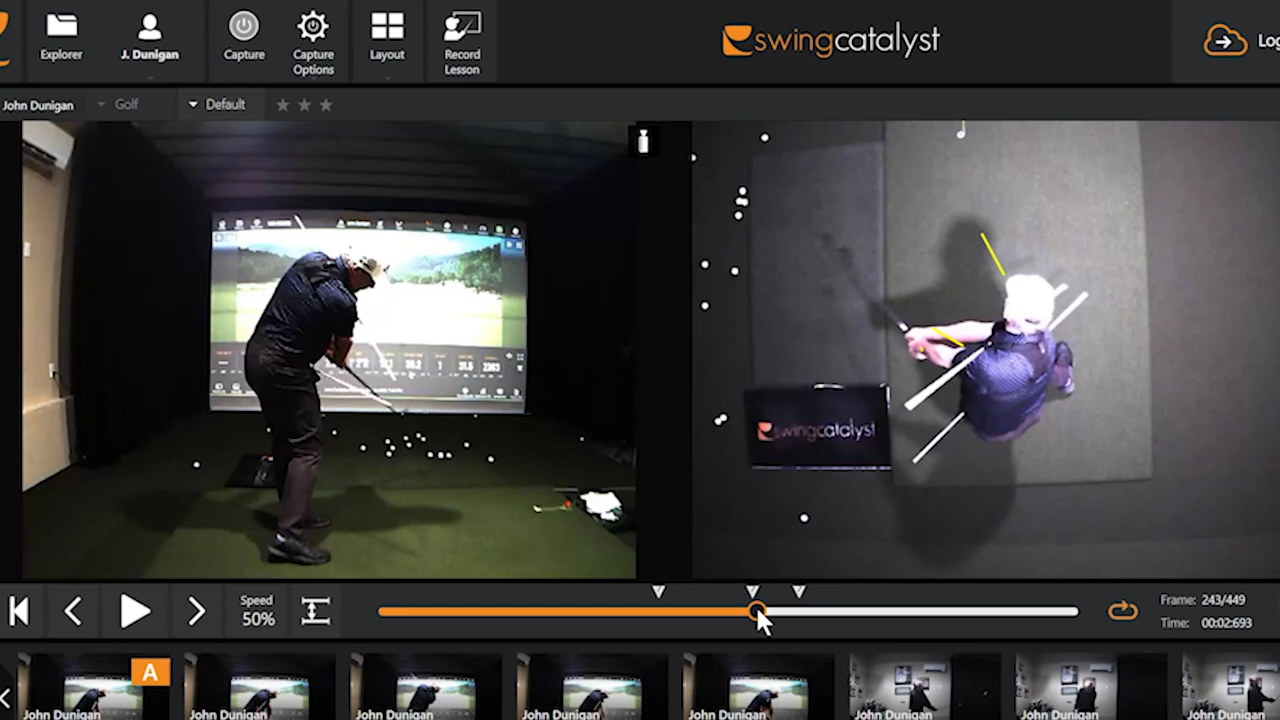 Explorer
J. Dunigan
Capture
Capture
Options
Layout
Record
Lesson
swingcatalyst
John Dunigan
Golf
Default
swingcatalyst
Speed
50%
Frame: 243/449
Time: 00:02:693
A
John Dunigan
John Dunigan
John Dunigan
John Dunigan
John Dunigan
John Dunigan
John Dunigan
John Dunigan